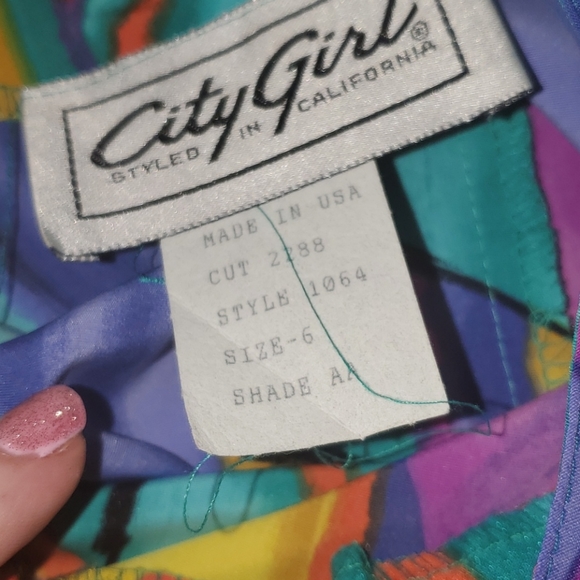 City Girl®
STYLED IN CALIFORNIA
MADE IN USA
CUT 2288
STYLE 1064
SIZE-6
SHADE AA